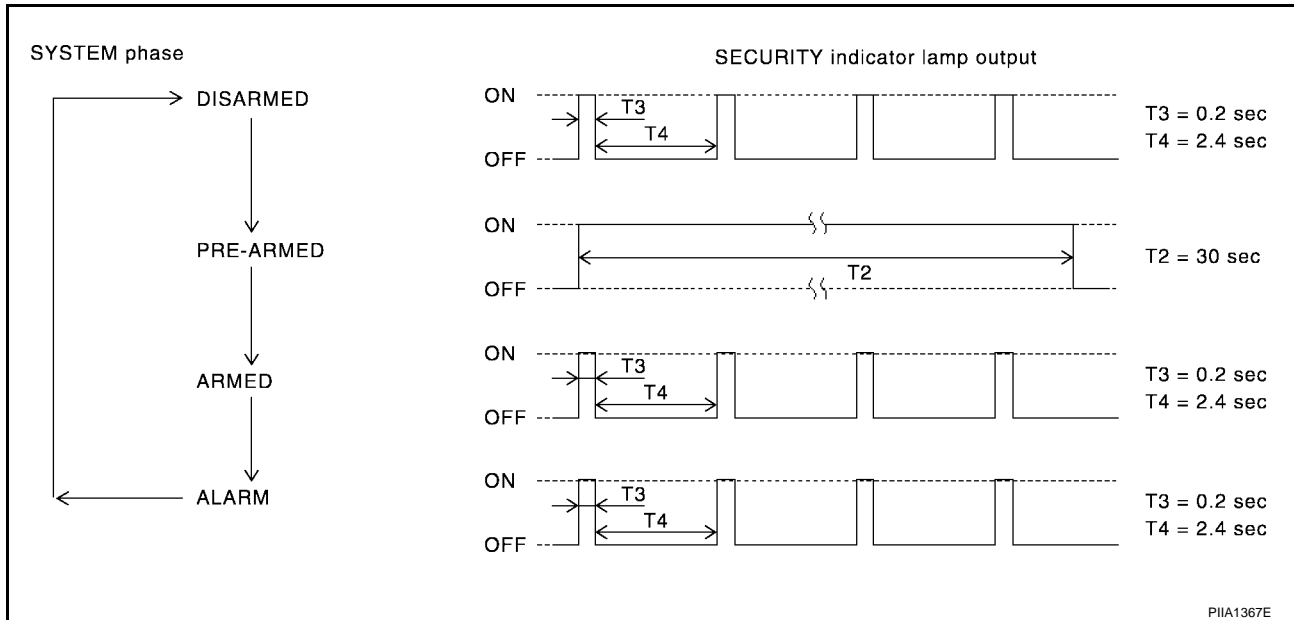 SYSTEM phase
SECURITY indicator lamp output
DISARMED
ON
T3
T4
OFF
T3 = 0.2 sec
T4 = 2.4 sec
PRE-ARMED
ON
T2
OFF
T2 = 30 sec
ARMED
ON
T3
T4
OFF
T3 = 0.2 sec
T4 = 2.4 sec
ALARM
ON
T3
T4
OFF
T3 = 0.2 sec
T4 = 2.4 sec
PIIA1367E